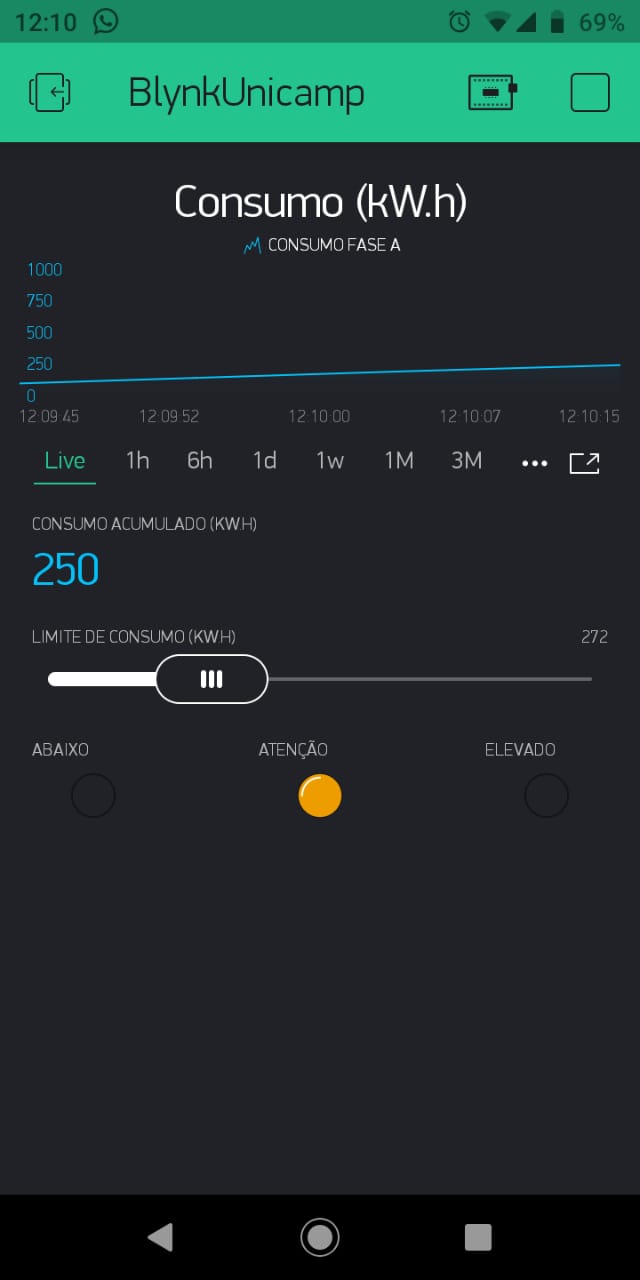 12:10 69%
BlynkUnicamp
Consumo (kW.h)
CONSUMO FASE A
1000
750
500
250
0
12:09:45 12:09:52 12:10:00 12:10:07 12:10:15
Live 1h 6h 1d 1w 1M 3M
CONSUMO ACUMULADO (KW.H)
250
LIMITE DE CONSUMO (KW.H) 272
ABAIXO ATENÇÃO ELEVADO